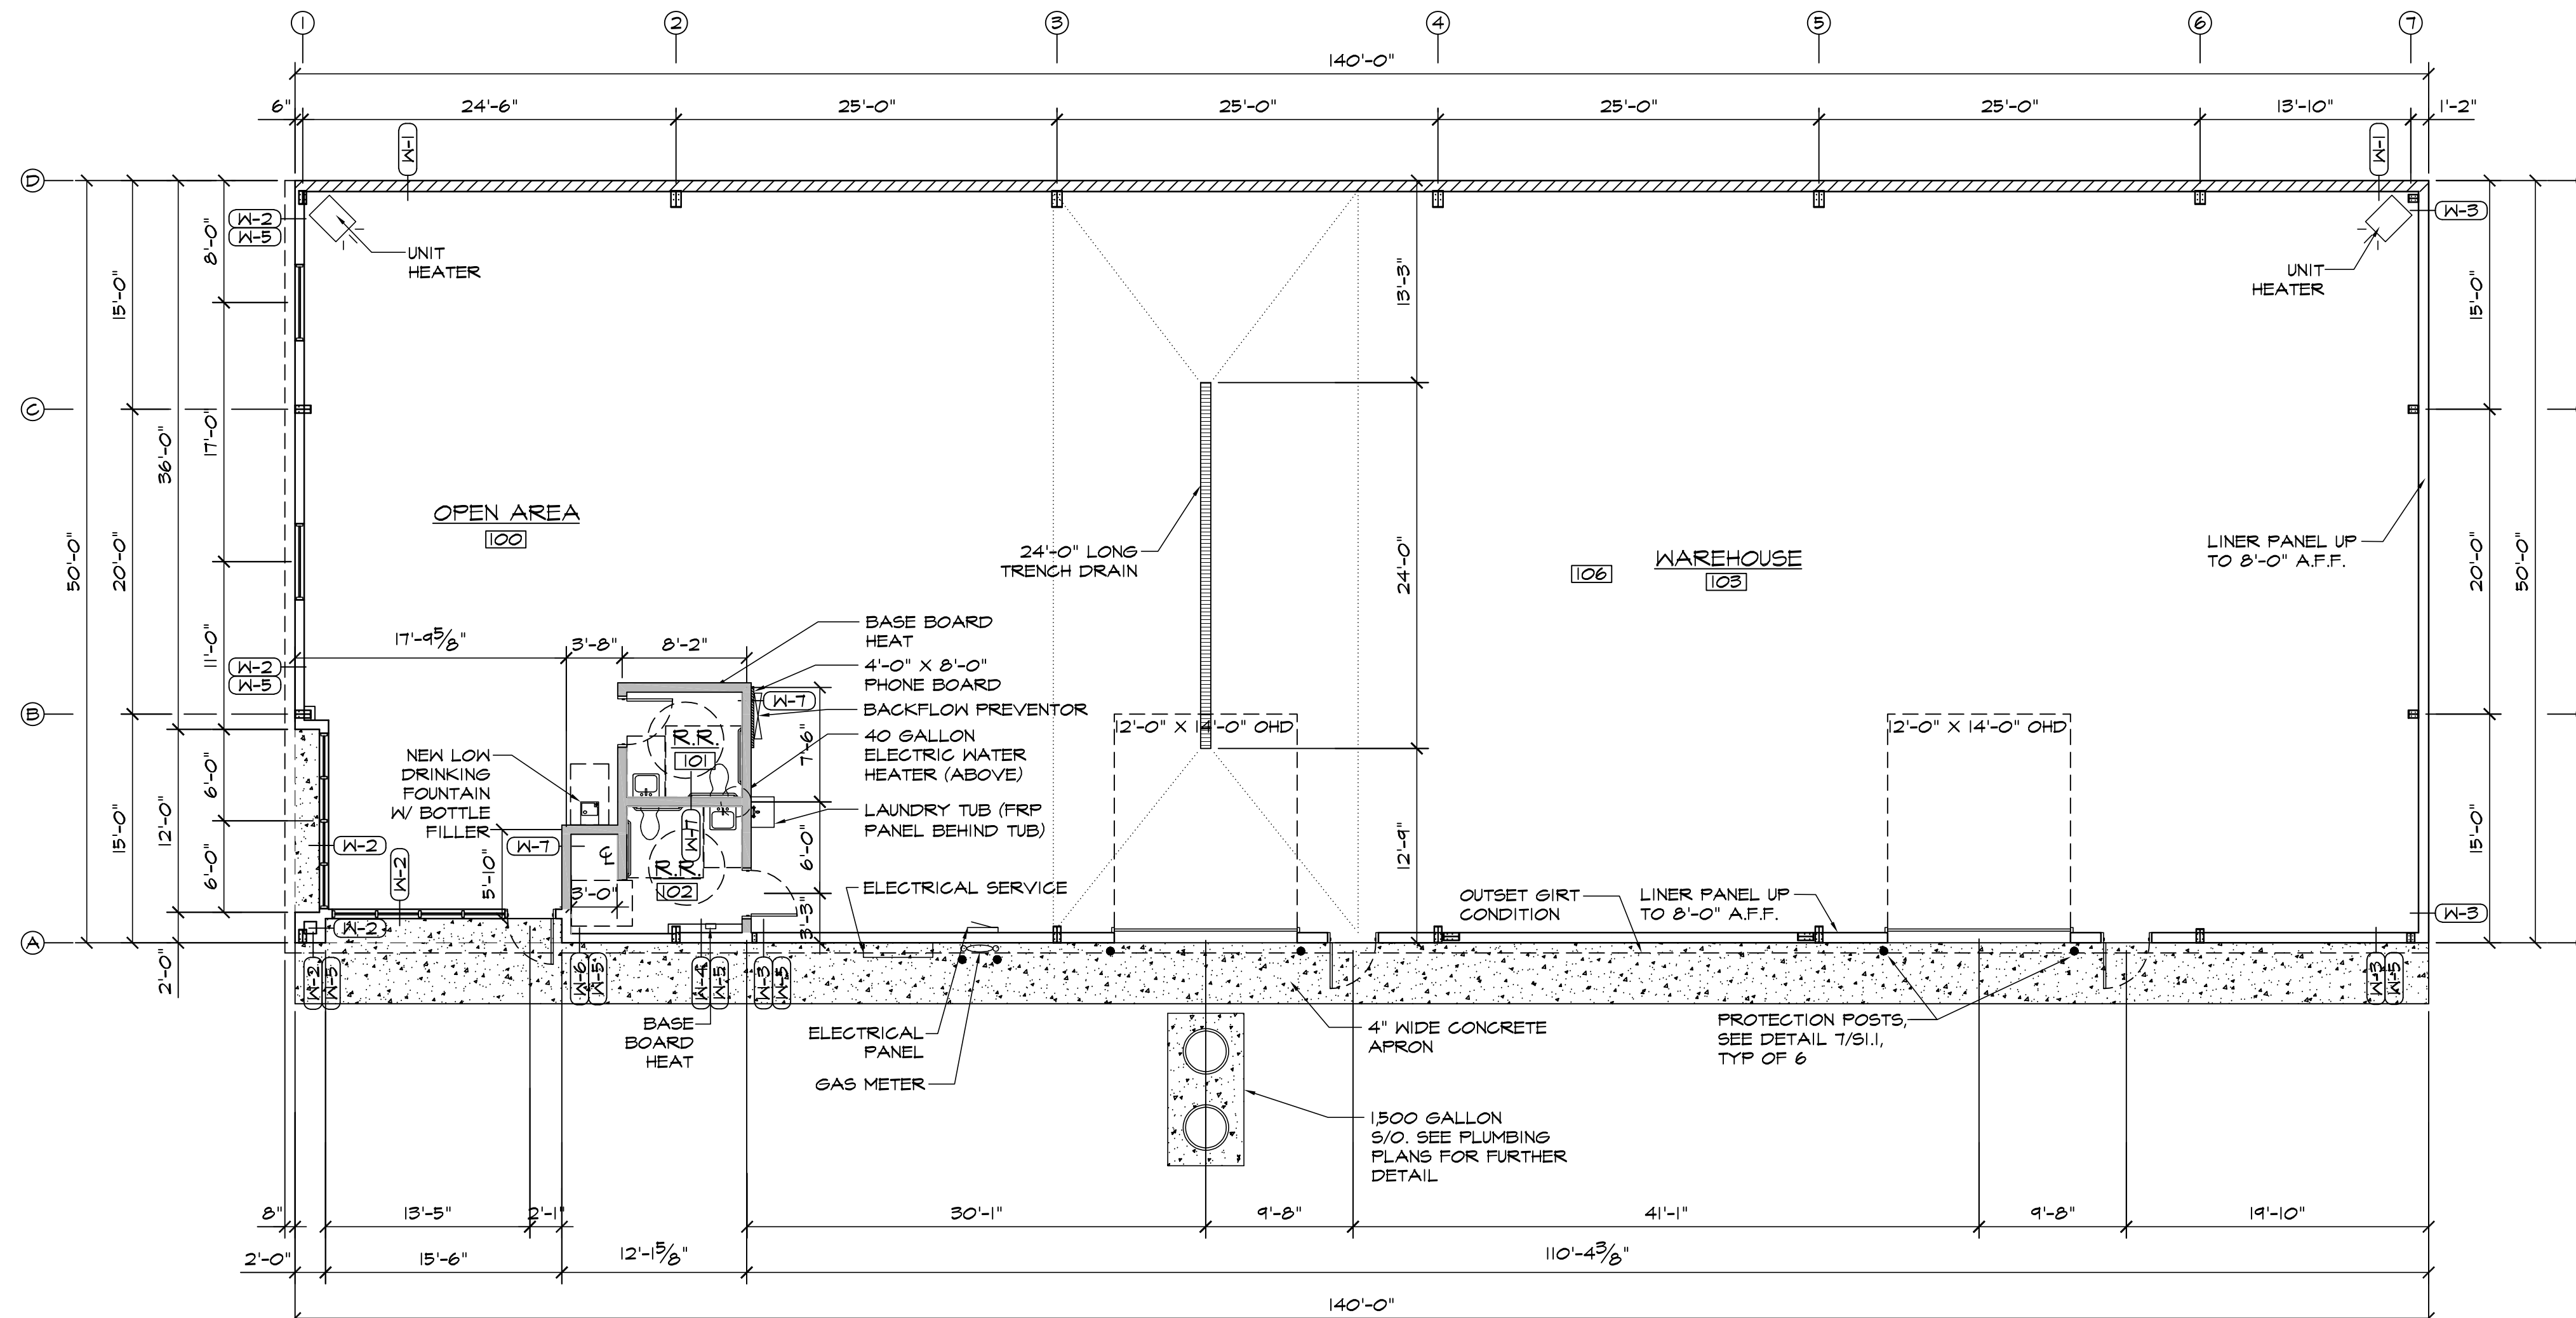 1 2 3 4 5 6 7
140'-0"
6" 24'-6" 25'-0" 25'-0" 25'-0" 25'-0" 13'-10" 1'-2"
W-1 W-1
D
W-2
W-5
W-3
UNIT
HEATER
UNIT
HEATER
8'-0"
15'-0"
13'-3"
15'-0"
C
17'-0"
36'-0"
20'-0"
50'-0"
OPEN AREA
100
24'-0" LONG
TRENCH DRAIN
24'-0"
WAREHOUSE
106 103
LINER PANEL UP
TO 8'-0" A.F.F.
20'-0"
50'-0"
11'-0"
17'-9 5/8" 3'-8" 8'-2"
W-2
W-5
BASE BOARD
HEAT
4'-0" X 8'-0"
PHONE BOARD
W-7
BACKFLOW PREVENTOR
40 GALLON
ELECTRIC WATER
HEATER (ABOVE)
LAUNDRY TUB (FRP
PANEL BEHIND TUB)
B
12'-0" X 14'-0" OHD 12'-0" X 14'-0" OHD
R.R.
101
7'-6"
NEW LOW
DRINKING
FOUNTAIN
W/ BOTTLE
FILLER
6'-0"
12'-0"
15'-0"
6'-0"
W-2
W-2
W-7
W-7
CL
5'-10"
3'-0"
R.R.
102
6'-0"
3'-3"
12'-9"
15'-0"
ELECTRICAL SERVICE
OUTSET GIRT
CONDITION
LINER PANEL UP
TO 8'-0" A.F.F.
W-3
A
W-2
2'-0"
W-2 W-5 W-6 W-5 W-4 W-5 W-3 W-5 W-3 W-5
BASE
BOARD
HEAT
ELECTRICAL
PANEL
GAS METER
4" WIDE CONCRETE
APRON
PROTECTION POSTS,
SEE DETAIL 7/S1.1,
TYP OF 6
1,500 GALLON
S/O. SEE PLUMBING
PLANS FOR FURTHER
DETAIL
8" 13'-5" 2'-1" 30'-1" 9'-8" 41'-1" 9'-8" 19'-10"
2'-0" 15'-6" 12'-1 5/8" 110'-4 3/8"
140'-0"